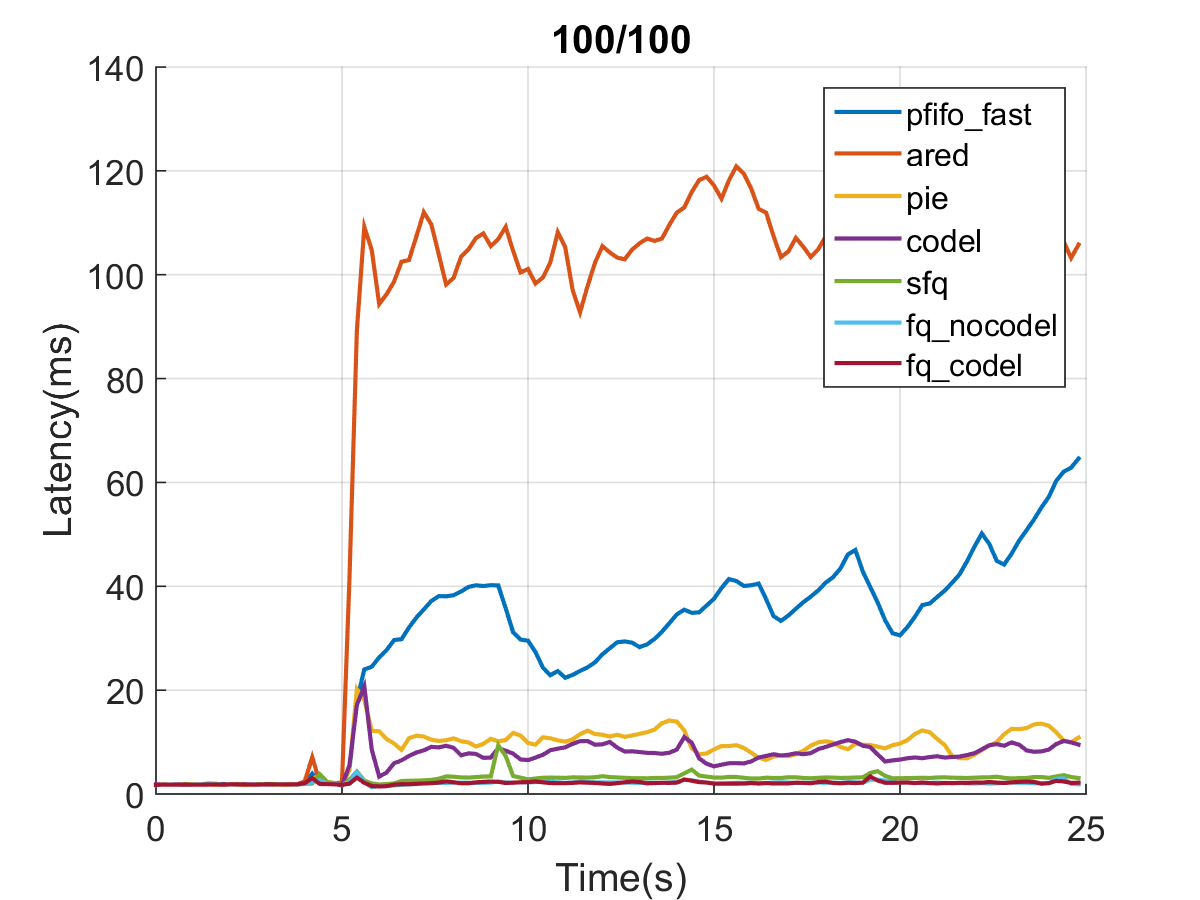 100/100
140
120
100
80
60
40
20
0
Latency(ms)
pfifo_fast
ared
pie
codel
sfq
fq_nocodel
fq_codel
0 5 10 15 20 25
Time(s)